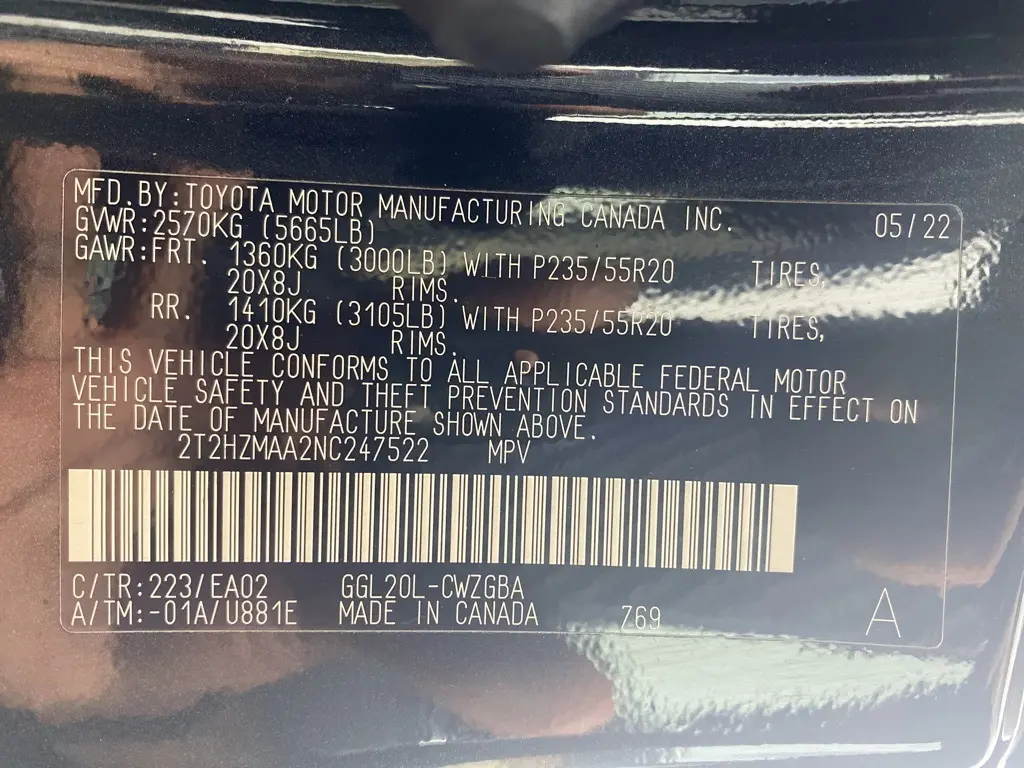 MFD.BY:TOYOTA MOTOR MANUFACTURING CANADA INC. 05/22
GVWR:2570KG (5665LB)
GAWR:FRT. 1360KG (3000LB) WITH P235/55R20 TIRES,
20X8J RIMS.
RR. 1410KG (3105LB) WITH P235/55R20 TIRES,
20X8J RIMS.
THIS VEHICLE CONFORMS TO ALL APPLICABLE FEDERAL MOTOR
VEHICLE SAFETY AND THEFT PREVENTION STANDARDS IN EFFECT ON
THE DATE OF MANUFACTURE SHOWN ABOVE.
2T2HZMAA2NC247522 MPV
C/TR:223/EA02 GGL20L-CWZGBA
A/TM:-01A/U881E MADE IN CANADA Z69 A